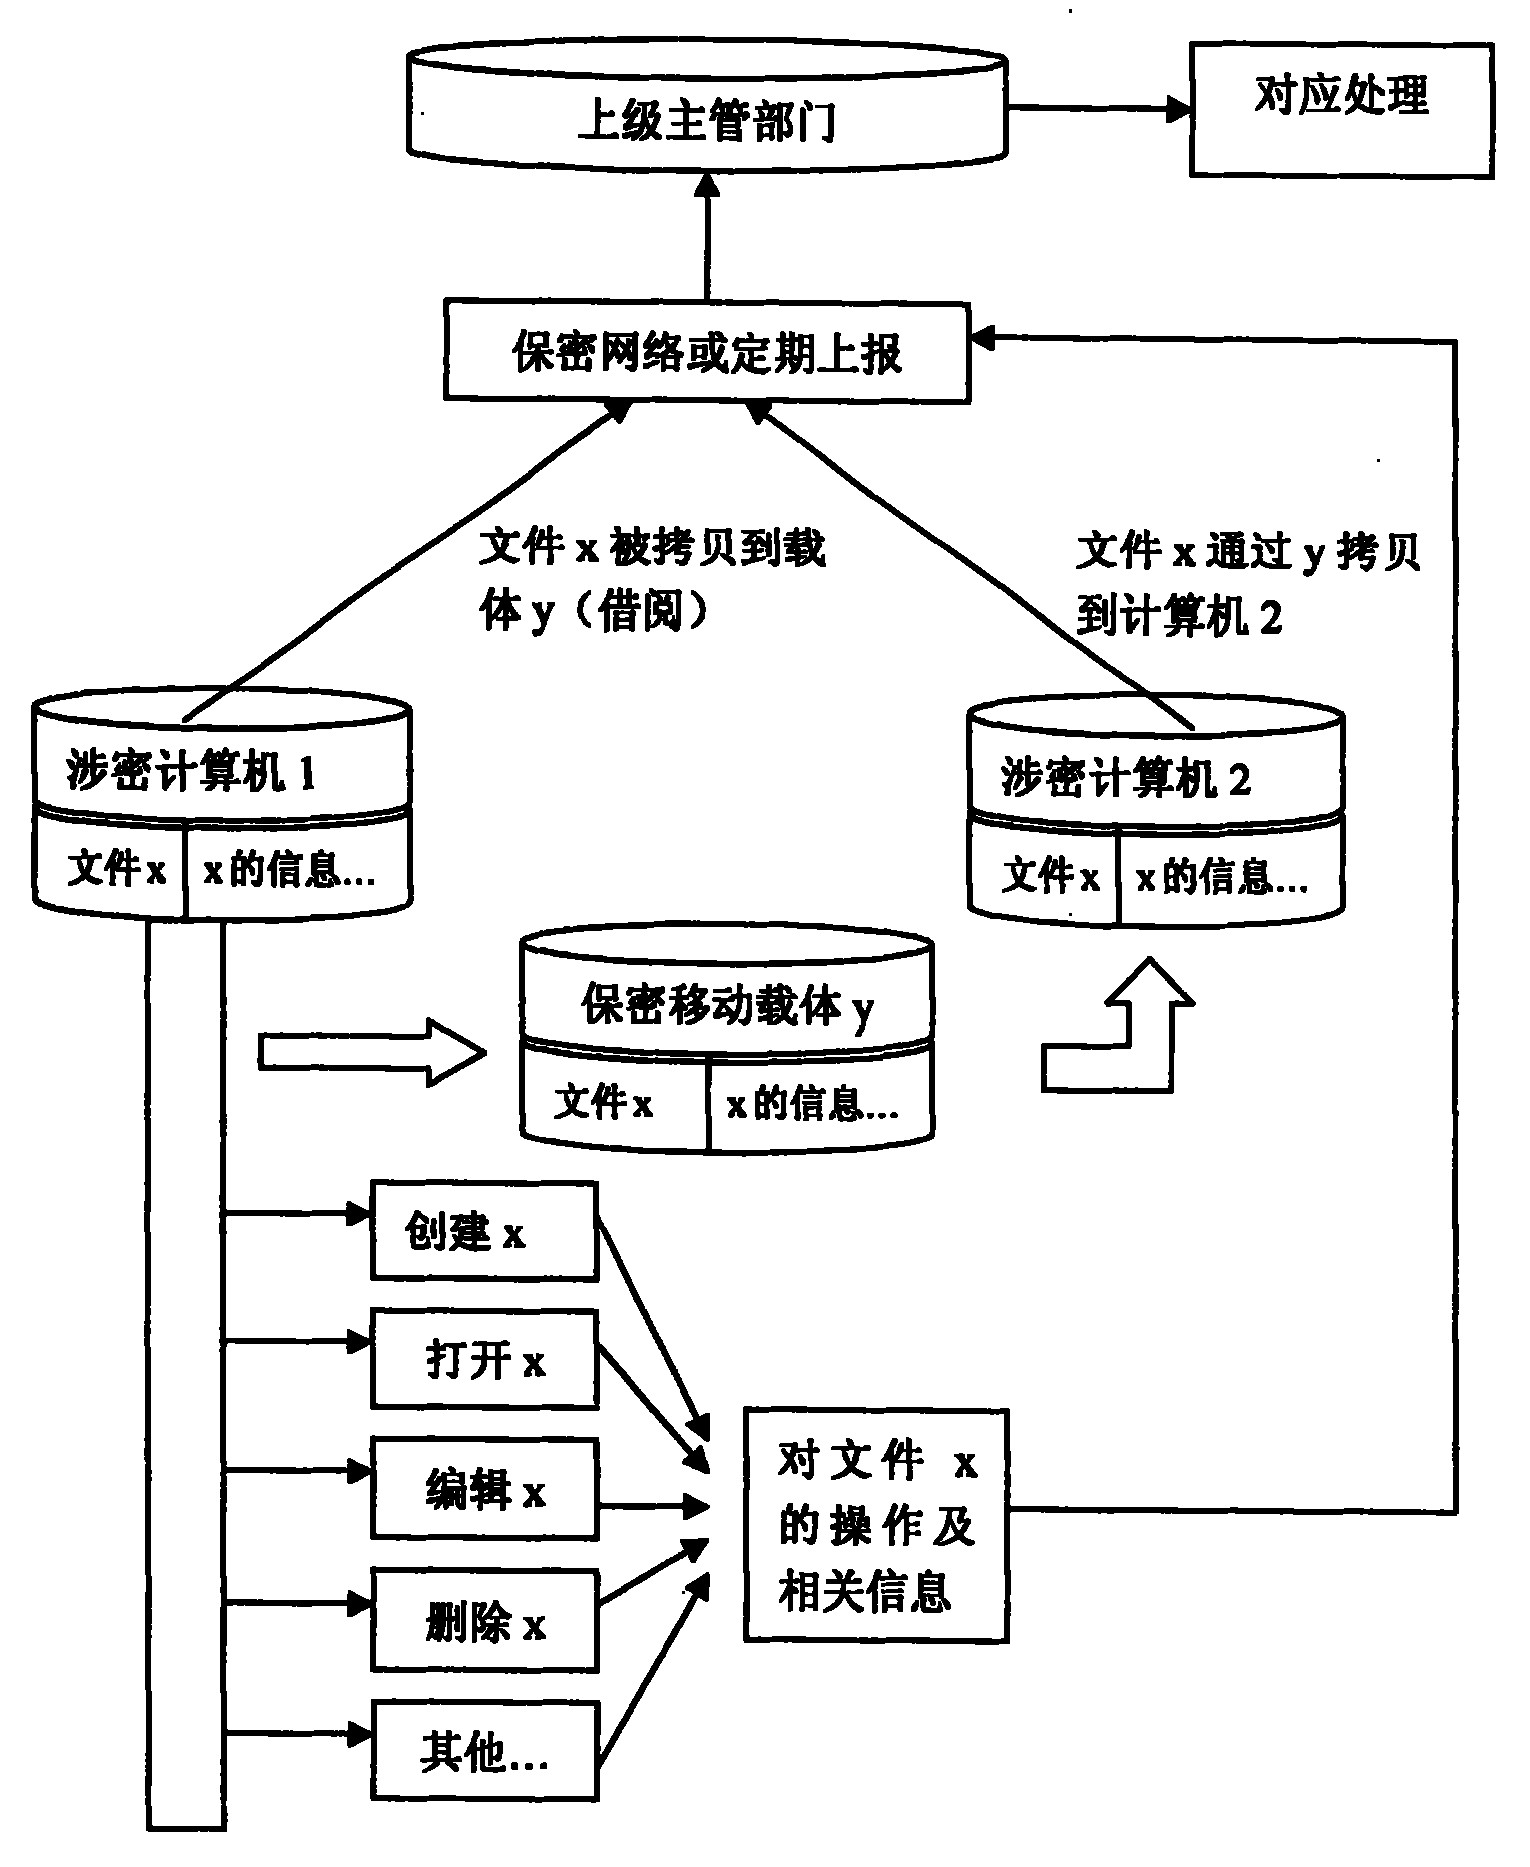 上级主管部门
对应处理
保密网络或定期上报
文件 x 被拷贝到载
体 y（借阅）
文件 x 通过 y 拷贝
到计算机 2
涉密计算机 1
文件 x
x 的信息...
涉密计算机 2
文件 x
x 的信息...
保密移动载体 y
文件 x
x 的信息...
创建 x
打开 x
编辑 x
删除 x
其他...
对文件 x
的操作及
相关信息